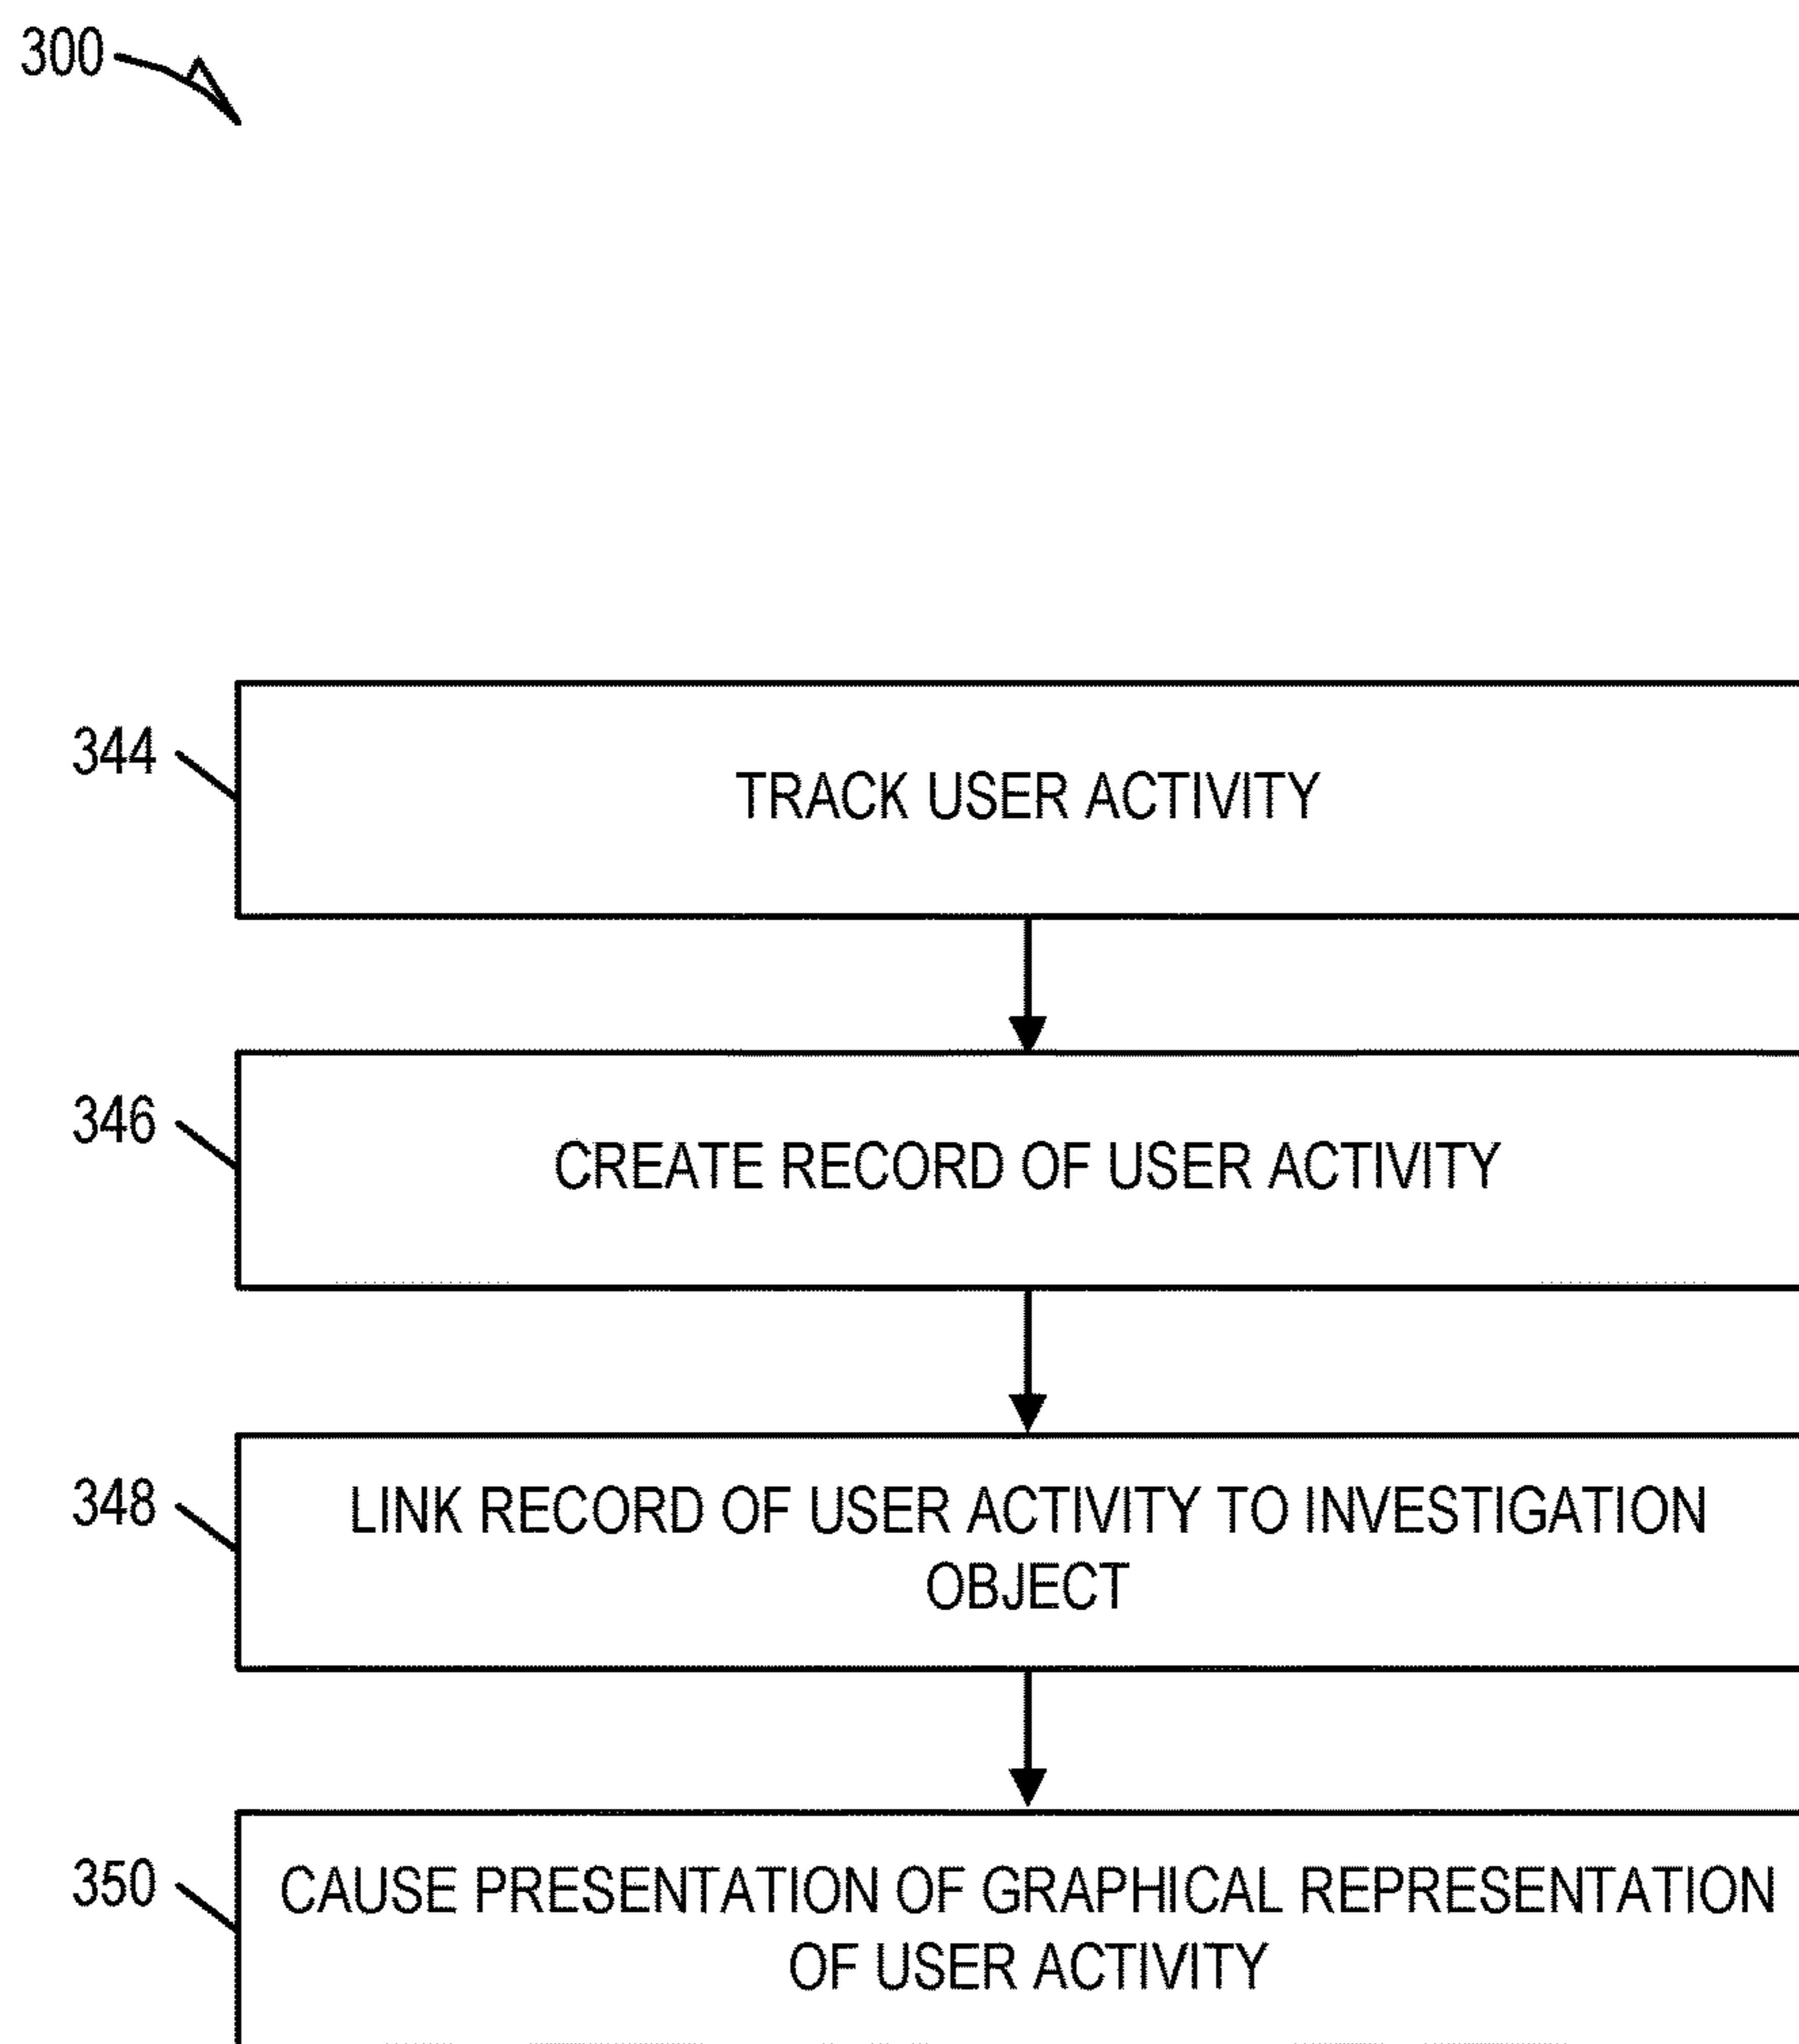 300
344
TRACK USER ACTIVITY
346
CREATE RECORD OF USER ACTIVITY
348
LINK RECORD OF USER ACTIVITY TO INVESTIGATION
OBJECT
350
CAUSE PRESENTATION OF GRAPHICAL REPRESENTATION
OF USER ACTIVITY